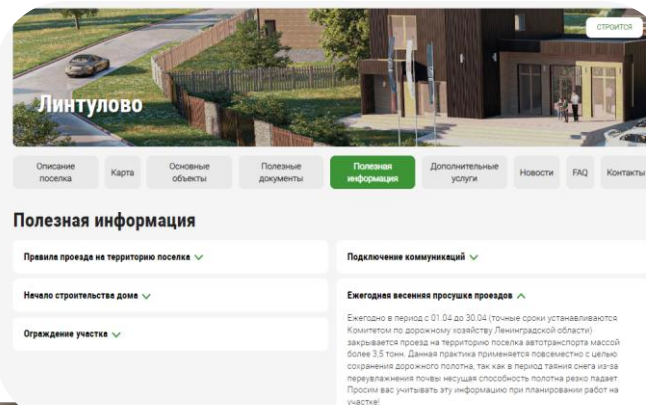 СТРОИТСЯ
Линтулово
Описание поселка
Карта
Основные объекты
Полезные документы
Полезная информация
Дополнительные услуги
Новости
FAQ
Контакты
Полезная информация
Правила проезда на территорию поселка
Начало строительства дома
Ограждение участка
Подключение коммуникаций
Ежегодная весенняя просушка проездов
Ежегодно в период с 01.04 до 30.04 (точные сроки устанавливаются
Комитетом по дорожному хозяйству Ленинградской области)
закрывается проезд на территорию поселка автотранспорта массой
более 3,5 тонн. Данная практика применяется повсеместно с целью
сохранения дорожного полотна, так как в период таяния снега из-за
переувлажнения почвы несущая способность полотна резко падает.
Просим вас учитывать эту информацию при планировании работ на
участке!